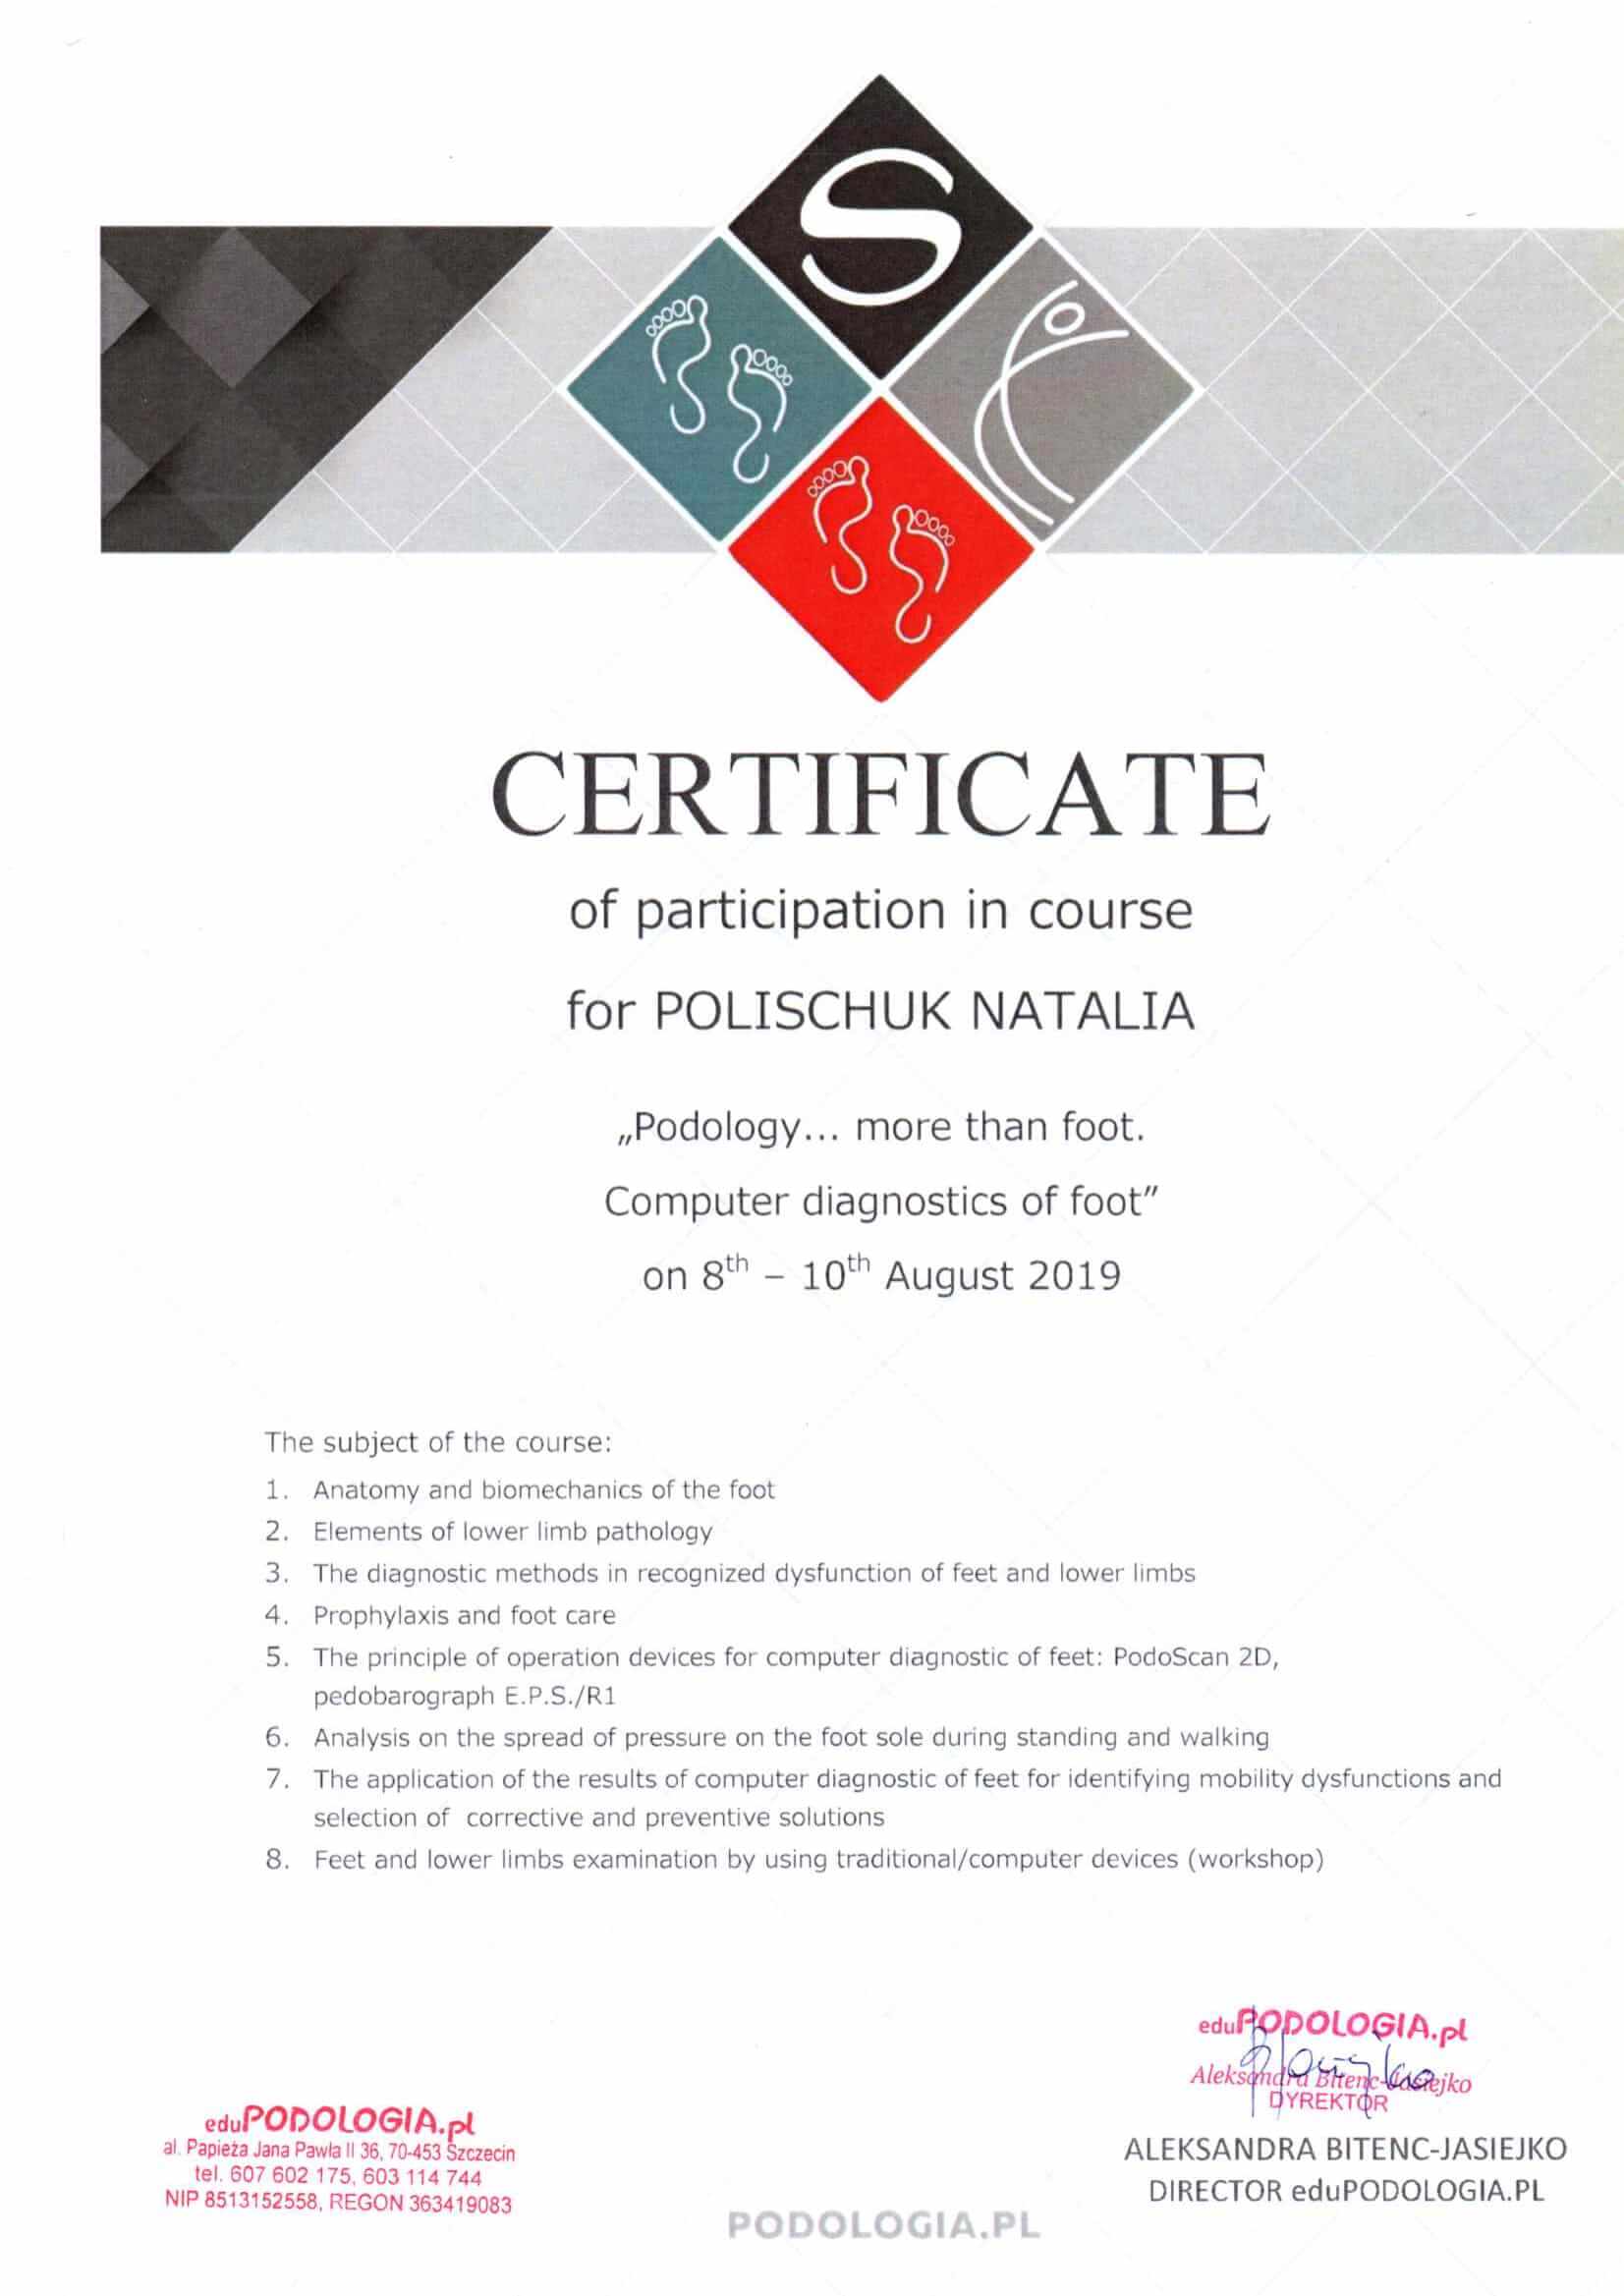 S
CERTIFICATE
of participation in course
for POLISCHUK NATALIA
„Podology... more than foot.
Computer diagnostics of foot”
on 8th – 10th August 2019
The subject of the course:
1. Anatomy and biomechanics of the foot
2. Elements of lower limb pathology
3. The diagnostic methods in recognized dysfunction of feet and lower limbs
4. Prophylaxis and foot care
5. The principle of operation devices for computer diagnostic of feet: PodoScan 2D,
pedobarograph E.P.S./R1
6. Analysis on the spread of pressure on the foot sole during standing and walking
7. The application of the results of computer diagnostic of feet for identifying mobility dysfunctions and
selection of corrective and preventive solutions
8. Feet and lower limbs examination by using traditional/computer devices (workshop)
eduPODOLOGIA.pl
Aleksandra Bitenc-Jasiejko
DYREKTOR
ALEKSANDRA BITENC-JASIEJKO
DIRECTOR eduPODOLOGIA.PL
eduPODOLOGIA.pl
al. Papieża Jana Pawła II 36, 70-453 Szczecin
tel. 607 602 175, 603 114 744
NIP 8513152558, REGON 363419083
PODOLOGIA.PL